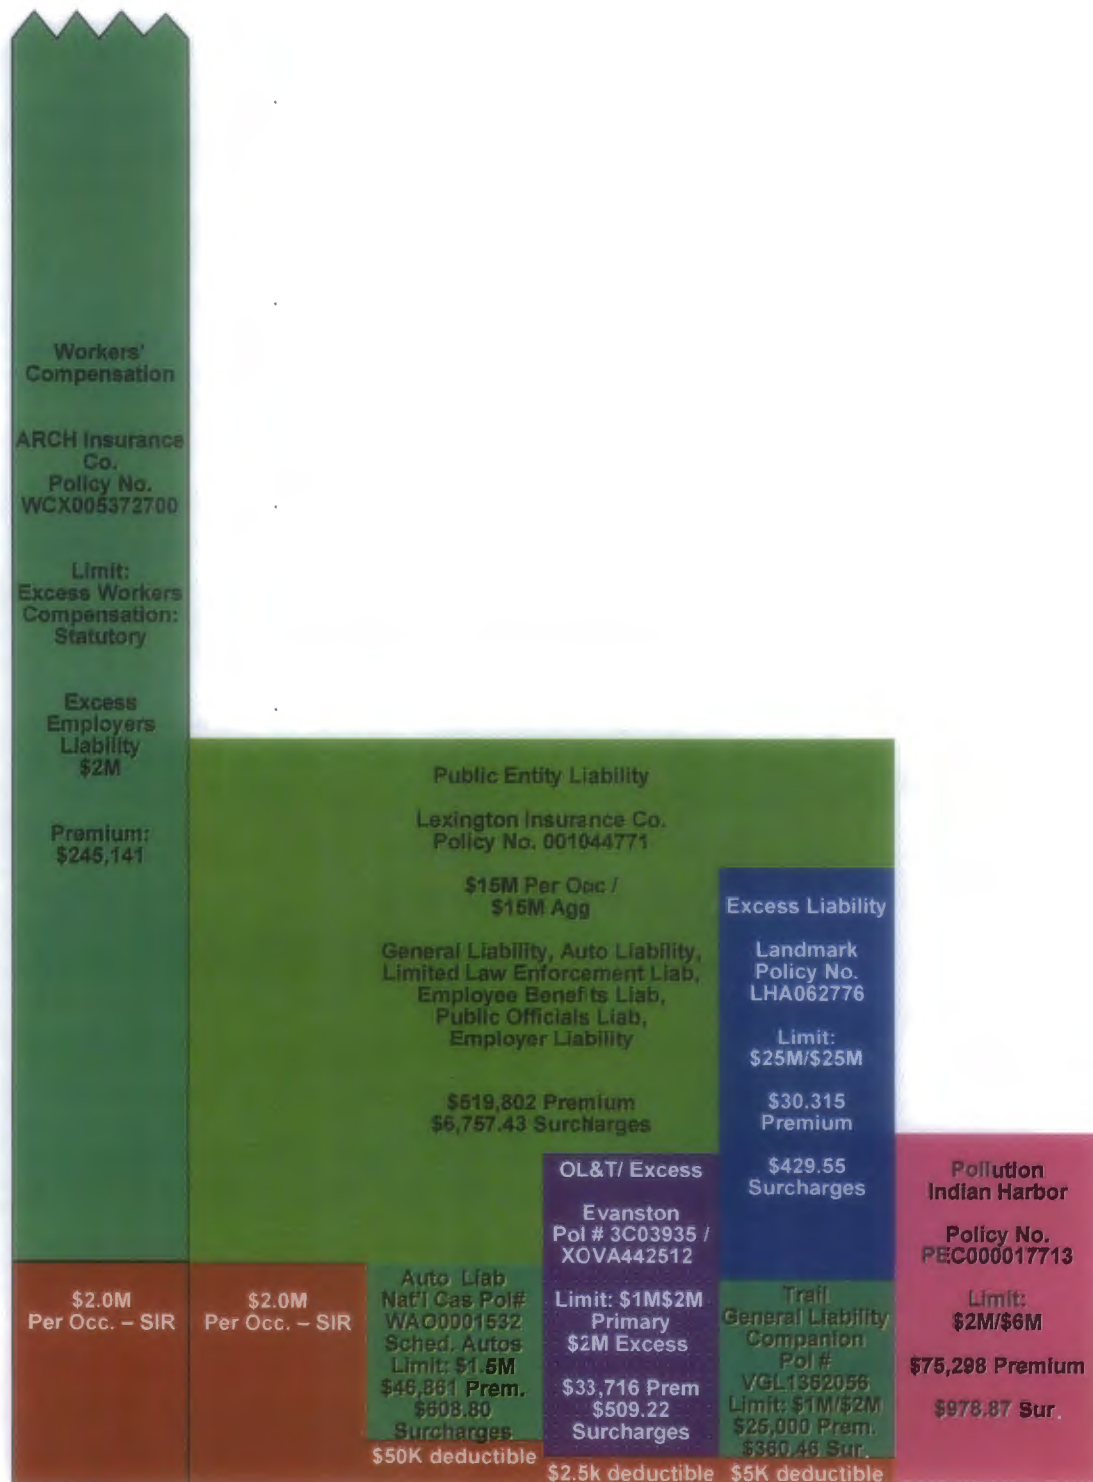 Workers'
Compensation
ARCH Insurance
Co.
Policy No.
WCX005372700
Limit:
Excess Workers
Compensation:
Statutory
Excess
Employers
Liability
$2M
Premium:
$245,141
$2.0M
Per Occ. – SIR
Public Entity Liability
Lexington Insurance Co.
Policy No. 001044771
$15M Per Occ /
$15M Agg
General Liability, Auto Liability,
Limited Law Enforcement Liab,
Employee Benefits Liab,
Public Officials Liab,
Employer Liability
$519,802 Premium
$6,757.43 Surcharges
$2.0M
Per Occ. – SIR
Auto Liab
Nat'l Cas Pol#
WAO0001532
Sched. Autos
Limit: $1.5M
$46,861 Prem.
$608.80
Surcharges
$50K deductible
OL&T/ Excess
Evanston
Pol # 3C03935 /
XOVA442512
Limit: $1M$2M
Primary
$2M Excess
$33,716 Prem
$509.22
Surcharges
$2.5k deductible
Excess Liability
Landmark
Policy No.
LHA062776
Limit:
$25M/$25M
$30,315
Premium
$429.55
Surcharges
Trail
General Liability
Companion
Pol #
VGL1352056
Limit: $1M/$2M
$25,000 Prem.
$360.46 Sur.
$5K deductible
Pollution
Indian Harbor
Policy No.
PEC000017713
Limit:
$2M/$6M
$75,298 Premium
$978.87 Sur.